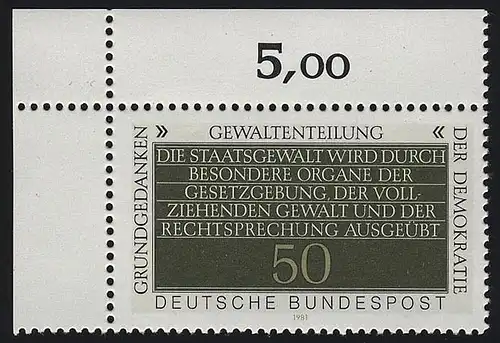 5,00
» GEWALTENTEILUNG «
GRUNDGEDANKEN
DER DEMOKRATIE
DIE STAATSGEWALT WIRD DURCH
BESONDERE ORGANE DER
GESETZGEBUNG, DER VOLL-
ZIEHENDEN GEWALT UND DER
RECHTSPRECHUNG AUSGEÜBT
50
DEUTSCHE BUNDESPOST
1981